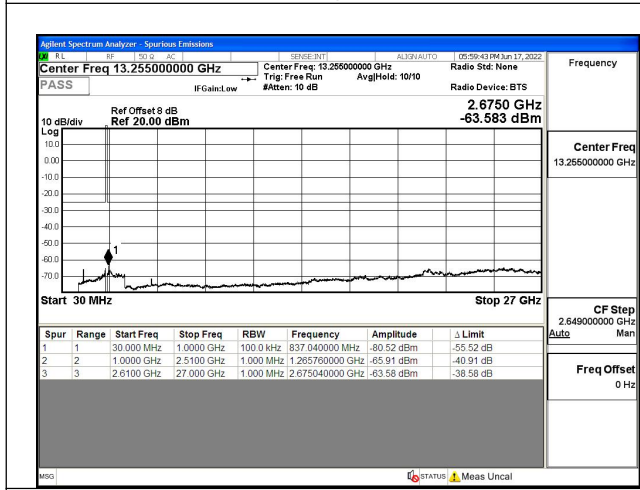 Agilent Spectrum Analyzer - Spurious Emissions
RL RF 50 Ω AC SENSE:INT ALIGNAUTO 05:59:43 PM Jun 17, 2022
Center Freq 13.255000000 GHz
Center Freq: 13.255000000 GHz
Radio Std: None
Frequency
PASS
IFGain:Low
Trig: Free Run
Avg|Hold: 10/10
#Atten: 10 dB
Radio Device: BTS
2.6750 GHz
-63.583 dBm
Ref Offset 8 dB
10 dB/div Ref 20.00 dBm
Log
10.0
0.00
-10.0
-20.0
-30.0
-40.0
-50.0
-60.0
-70.0
1
Start 30 MHz Stop 27 GHz
Center Freq
13.255000000 GHz
CF Step
2.649000000 GHz
Auto Man
Freq Offset
0 Hz
Spur Range Start Freq Stop Freq RBW Frequency Amplitude Δ Limit
1 1 30.000 MHz 1.0000 GHz 100.0 kHz 837.040000 MHz -80.52 dBm -55.52 dB
2 2 1.0000 GHz 2.5100 GHz 1.000 MHz 1.265760000 GHz -65.91 dBm -40.91 dB
3 3 2.6100 GHz 27.000 GHz 1.000 MHz 2.675040000 GHz -63.58 dBm -38.58 dB
MSG STATUS Meas Uncal